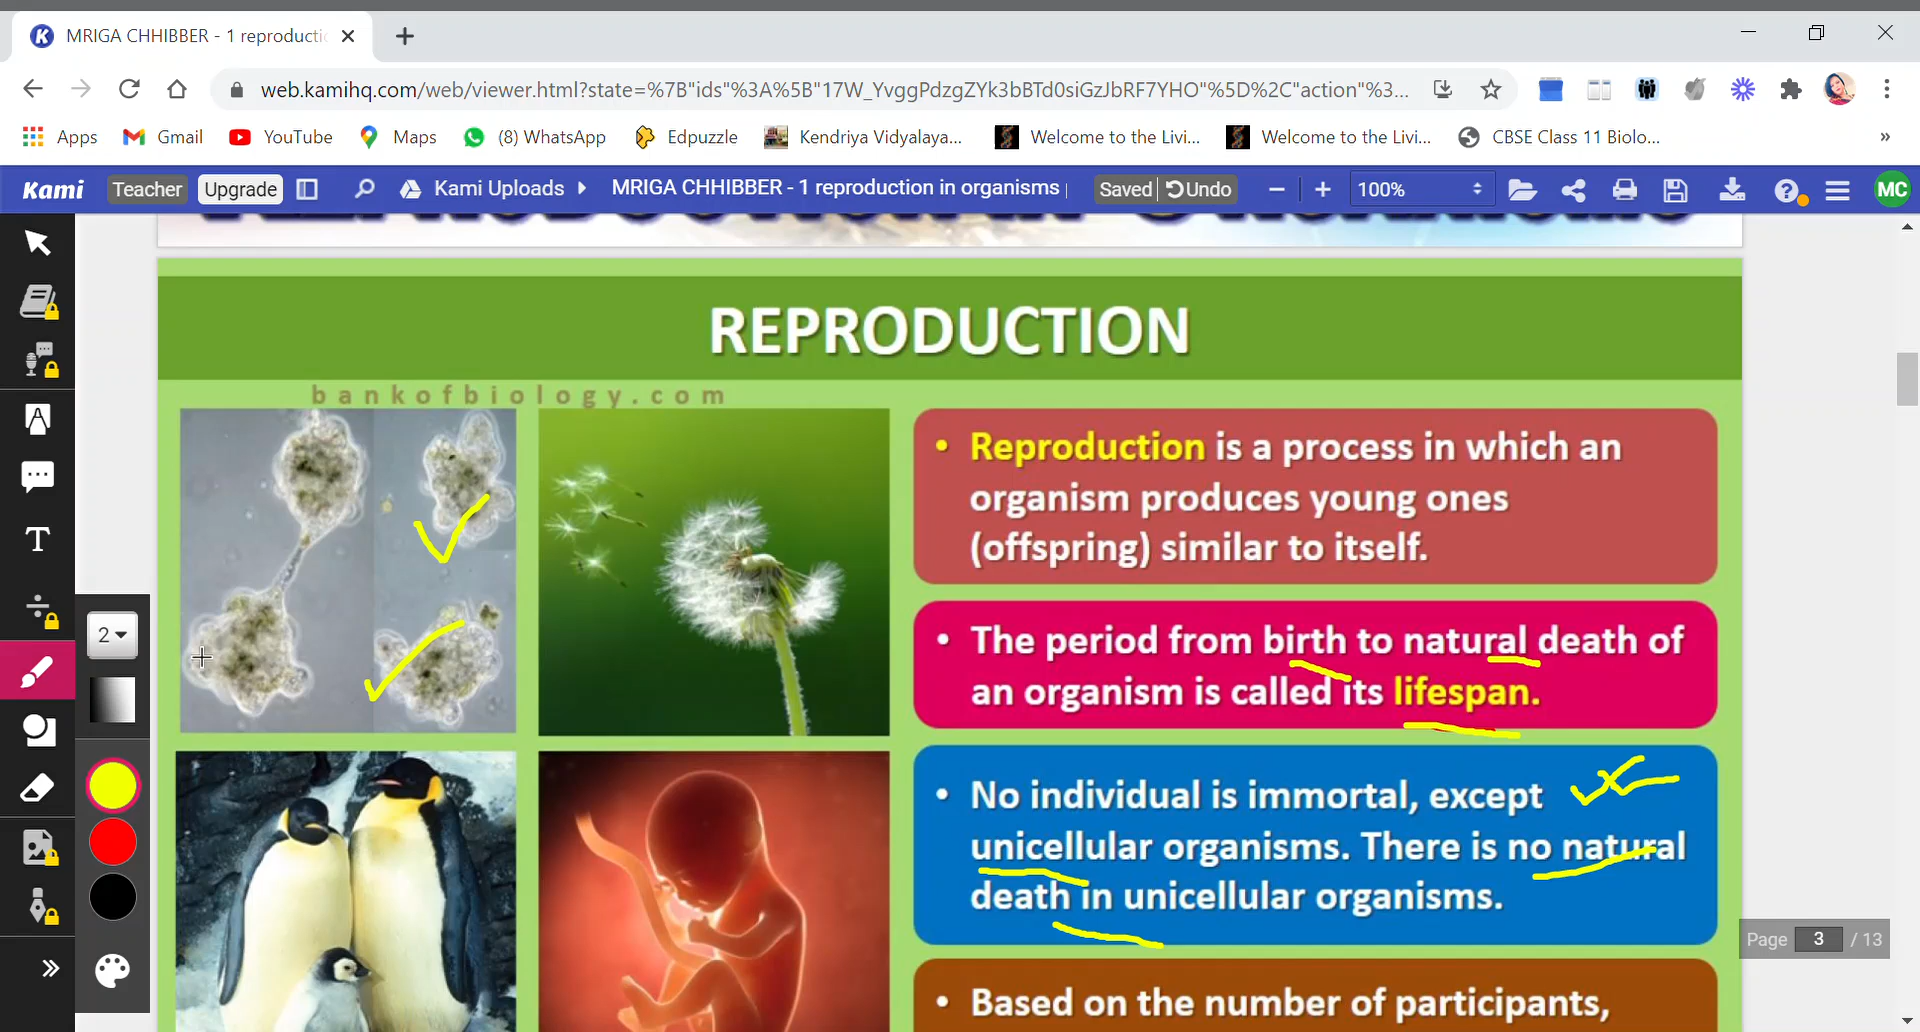 MRIGA CHHIBBER - 1 reproducti
web.kamihq.com/web/viewer.html?state=%7B"ids"%3A%5B"17W_YvggPdzgZYk3bBTd0siGzJbRF7YHO"%5D%2C"action"%3...
Apps Gmail YouTube Maps (8) WhatsApp Edpuzzle Kendriya Vidyalaya... Welcome to the Livi... Welcome to the Livi... CBSE Class 11 Biolo... »
Kami Teacher Upgrade Kami Uploads MRIGA CHHIBBER - 1 reproduction in organisms Saved Undo 100% MC
REPRODUCTION
bankofbiology.com
• Reproduction is a process in which an
organism produces young ones
(offspring) similar to itself.
• The period from birth to natural death of
an organism is called its lifespan.
• No individual is immortal, except
unicellular organisms. There is no natural
death in unicellular organisms.
• Based on the number of participants,
2
Page 3 / 13